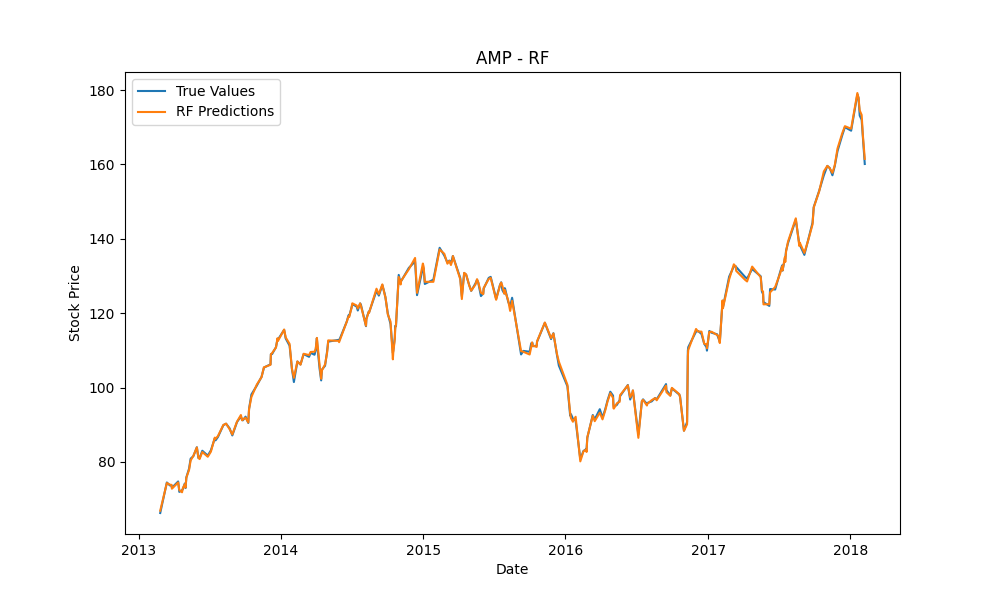 AMP - RF
True Values
RF Predictions
Stock Price
180
160
140
120
100
80
2013
2014
2015
2016
2017
2018
Date